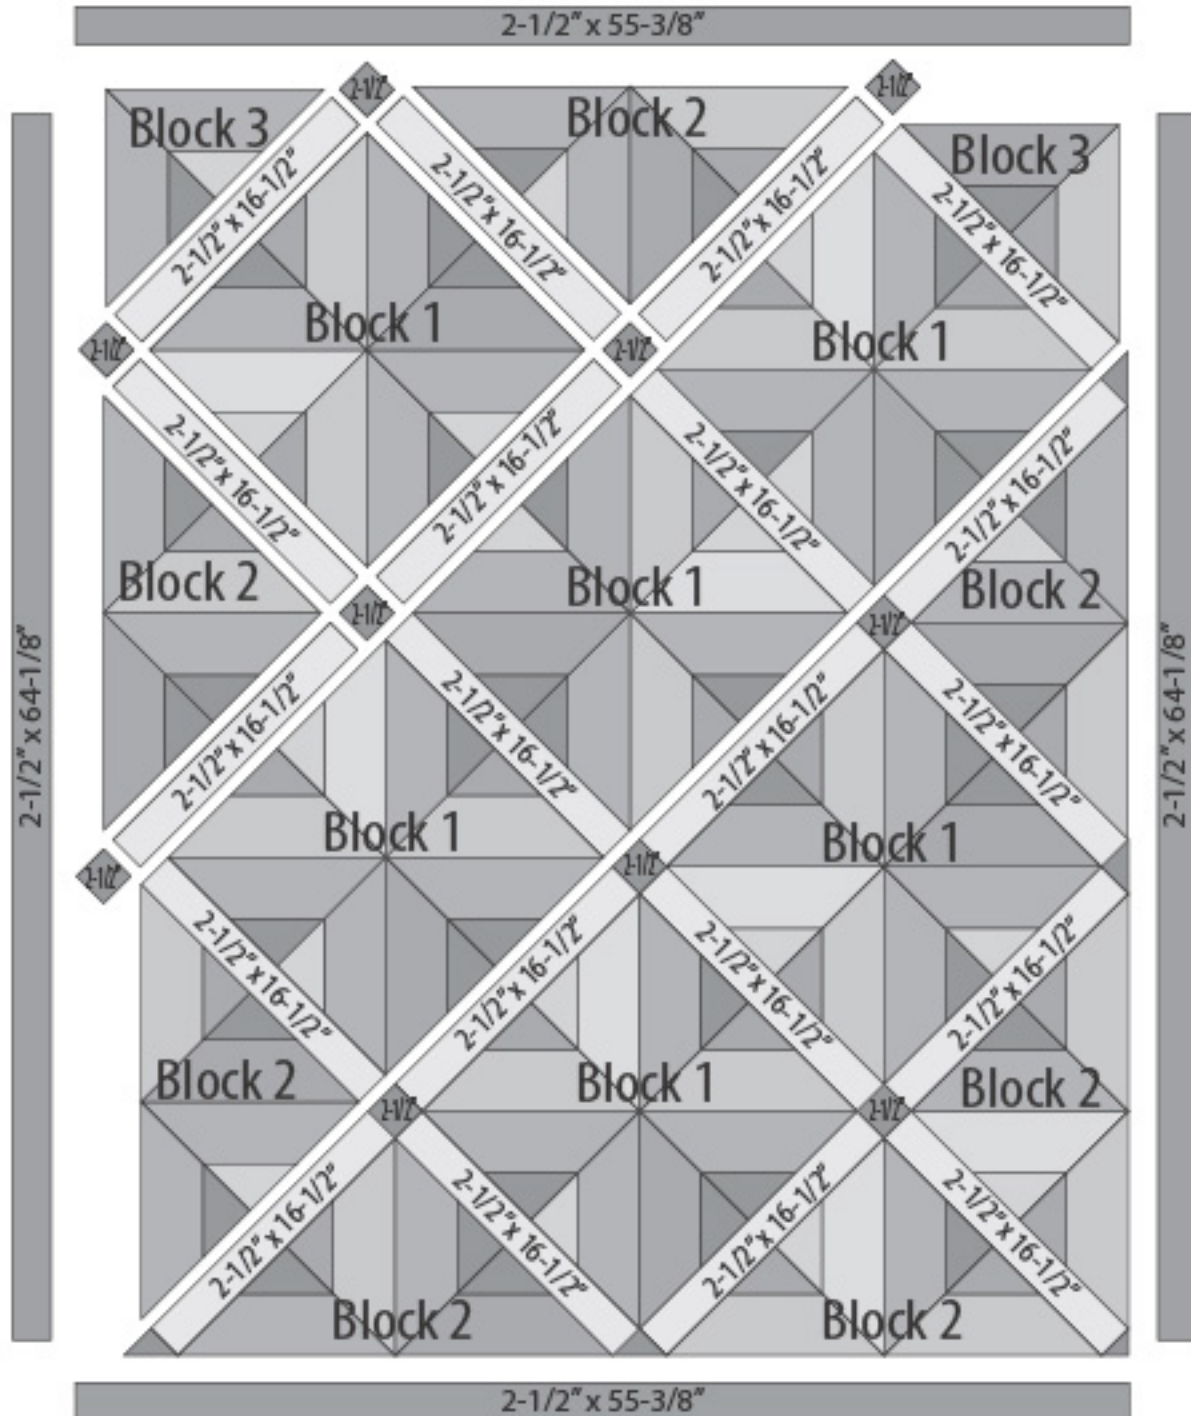 2-1/2" x 55-3/8"
2-1/2"
2-1/2"
Block 3
Block 2
Block 3
2-1/2" x 16-1/2"
2-1/2" x 16-1/2"
2-1/2" x 16-1/2"
2-1/2" x 16-1/2"
Block 1
2-1/2"
2-1/2"
Block 1
2-1/2" x 16-1/2"
2-1/2" x 16-1/2"
2-1/2" x 16-1/2"
2-1/2" x 16-1/2"
Block 2
Block 1
Block 2
2-1/2"
2-1/2"
2-1/2" x 64-1/8"
2-1/2" x 64-1/8"
2-1/2" x 16-1/2"
2-1/2" x 16-1/2"
2-1/2" x 16-1/2"
2-1/2" x 16-1/2"
Block 1
Block 1
2-1/2"
2-1/2"
2-1/2" x 16-1/2"
2-1/2" x 16-1/2"
2-1/2" x 16-1/2"
2-1/2" x 16-1/2"
Block 2
Block 1
Block 2
2-1/2"
2-1/2"
2-1/2" x 16-1/2"
2-1/2" x 16-1/2"
2-1/2" x 16-1/2"
2-1/2" x 16-1/2"
Block 2
Block 2
2-1/2" x 55-3/8"